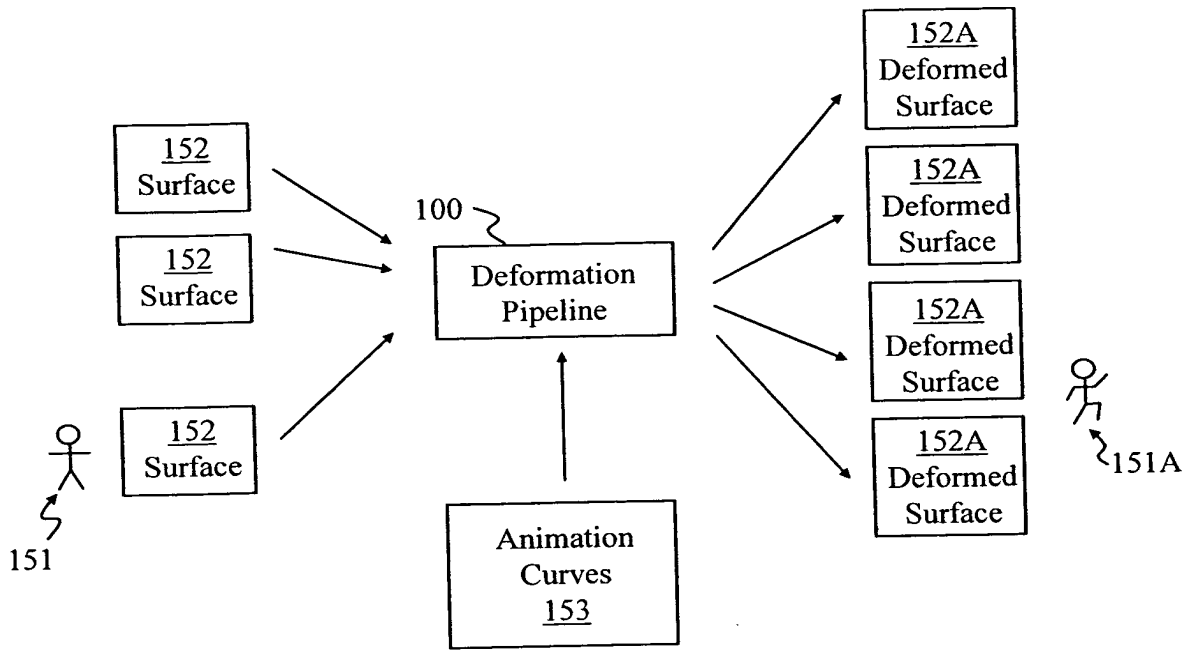 152
Surface
152
Surface
152
Surface
151
100
Deformation
Pipeline
Animation
Curves
153
152A
Deformed
Surface
152A
Deformed
Surface
152A
Deformed
Surface
152A
Deformed
Surface
151A